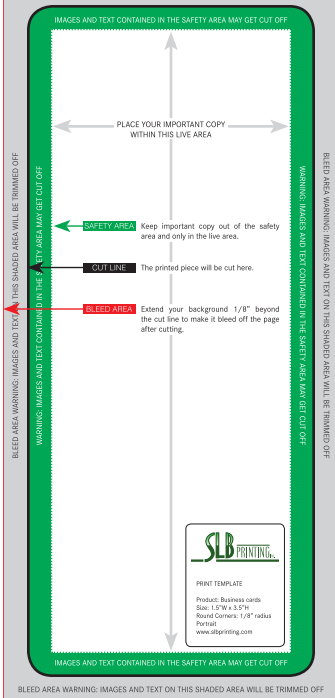 IMAGES AND TEXT CONTAINED IN THE SAFETY AREA MAY GET CUT OFF
PLACE YOUR IMPORTANT COPY
WITHIN THIS LIVE AREA
BLEED AREA WARNING: IMAGES AND TEXT ON THIS SHADED AREA WILL BE TRIMMED OFF
WARNING: IMAGES AND TEXT CONTAINED IN THE SAFETY AREA MAY GET CUT OFF
SAFETY AREA Keep important copy out of the safety
area and only in the live area.
CUT LINE The printed piece will be cut here.
BLEED AREA Extend your background 1/8" beyond
the cut line to make it bleed off the page
after cutting.
WARNING: IMAGES AND TEXT CONTAINED IN THE SAFETY AREA MAY GET CUT OFF
BLEED AREA WARNING: IMAGES AND TEXT ON THIS SHADED AREA WILL BE TRIMMED OFF
SLB PRINTING
PRINT TEMPLATE
Product: Business cards
Size: 1.5"W x 3.5"H
Round Corners: 1/8" radius
Portrait
www.slbprinting.com
IMAGES AND TEXT CONTAINED IN THE SAFETY AREA MAY GET CUT OFF
BLEED AREA WARNING: IMAGES AND TEXT ON THIS SHADED AREA WILL BE TRIMMED OFF